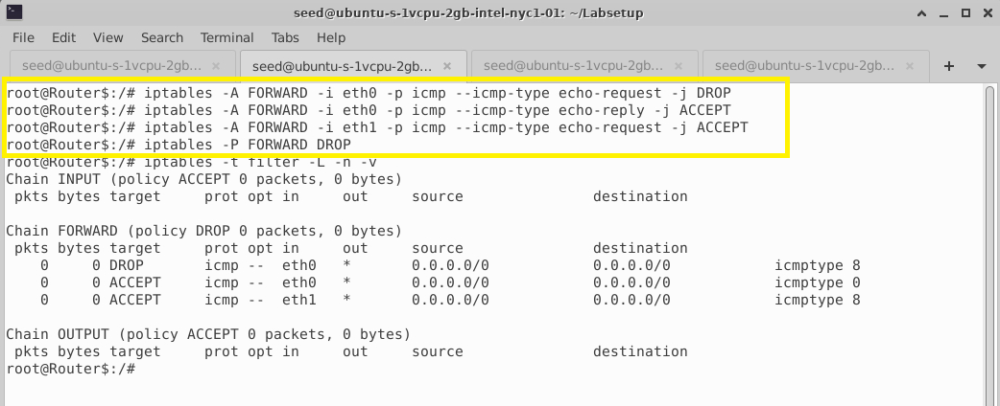 seed@ubuntu-s-1vcpu-2gb-intel-nyc1-01: ~/Labsetup
File Edit View Search Terminal Tabs Help
seed@ubuntu-s-1vcpu-2gb... × seed@ubuntu-s-1vcpu-2gb... × seed@ubuntu-s-1vcpu-2gb... × seed@ubuntu-s-1vcpu-2gb... ×
root@Router$:/# iptables -A FORWARD -i eth0 -p icmp --icmp-type echo-request -j DROP
root@Router$:/# iptables -A FORWARD -i eth0 -p icmp --icmp-type echo-reply -j ACCEPT
root@Router$:/# iptables -A FORWARD -i eth1 -p icmp --icmp-type echo-request -j ACCEPT
root@Router$:/# iptables -P FORWARD DROP
root@Router$:/# iptables -t filter -L -n -v
Chain INPUT (policy ACCEPT 0 packets, 0 bytes)
 pkts bytes target     prot opt in     out     source               destination

Chain FORWARD (policy DROP 0 packets, 0 bytes)
 pkts bytes target     prot opt in     out     source               destination
    0     0 DROP       icmp --  eth0   *       0.0.0.0/0            0.0.0.0/0            icmptype 8
    0     0 ACCEPT     icmp --  eth0   *       0.0.0.0/0            0.0.0.0/0            icmptype 0
    0     0 ACCEPT     icmp --  eth1   *       0.0.0.0/0            0.0.0.0/0            icmptype 8

Chain OUTPUT (policy ACCEPT 0 packets, 0 bytes)
 pkts bytes target     prot opt in     out     source               destination
root@Router$:/#